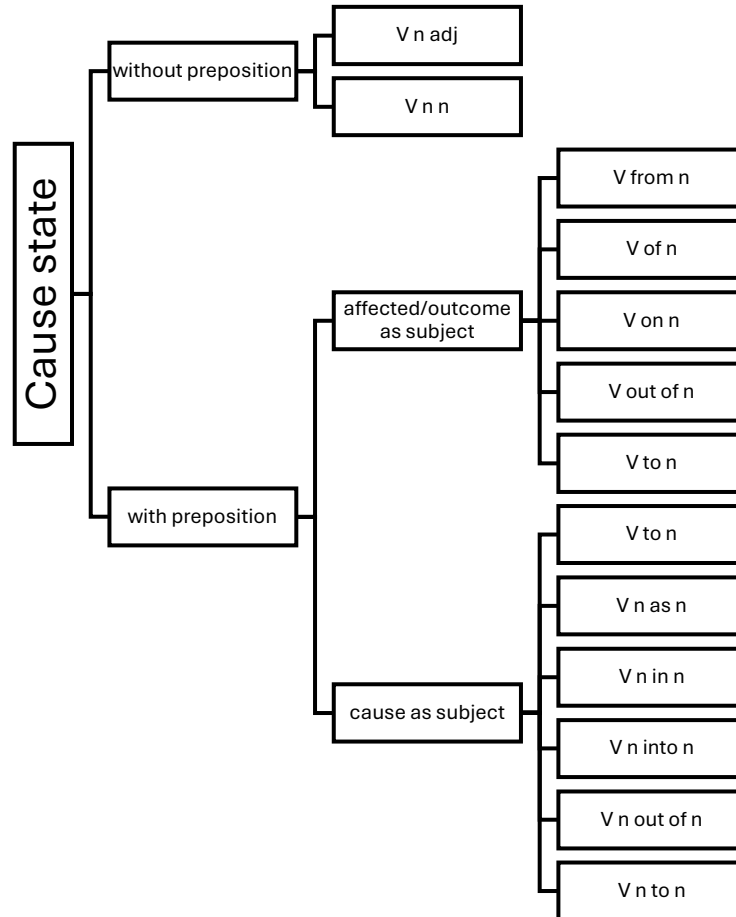 Cause state
without preposition
V n adj
V n n
with preposition
affected/outcome
as subject
V from n
V of n
V on n
V out of n
V to n
cause as subject
V to n
V n as n
V n in n
V n into n
V n out of n
V n to n